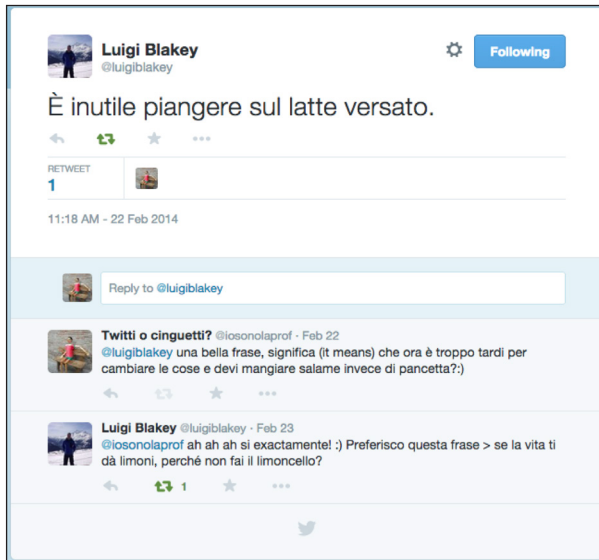 Luigi Blakey
@luigiblakey
Following
È inutile piangere sul latte versato.
RETWEET
1
11:18 AM - 22 Feb 2014
Reply to @luigiblakey
Twitti o cinguetti? @iosonolaprof · Feb 22
@luigiblakey una bella frase, significa (it means) che ora è troppo tardi per
cambiare le cose e devi mangiare salame invece di pancetta?:)
Luigi Blakey @luigiblakey · Feb 23
@iosonolaprof ah ah ah si exactamente! :) Preferisco questa frase > se la vita ti
dà limoni, perché non fai il limoncello?
1